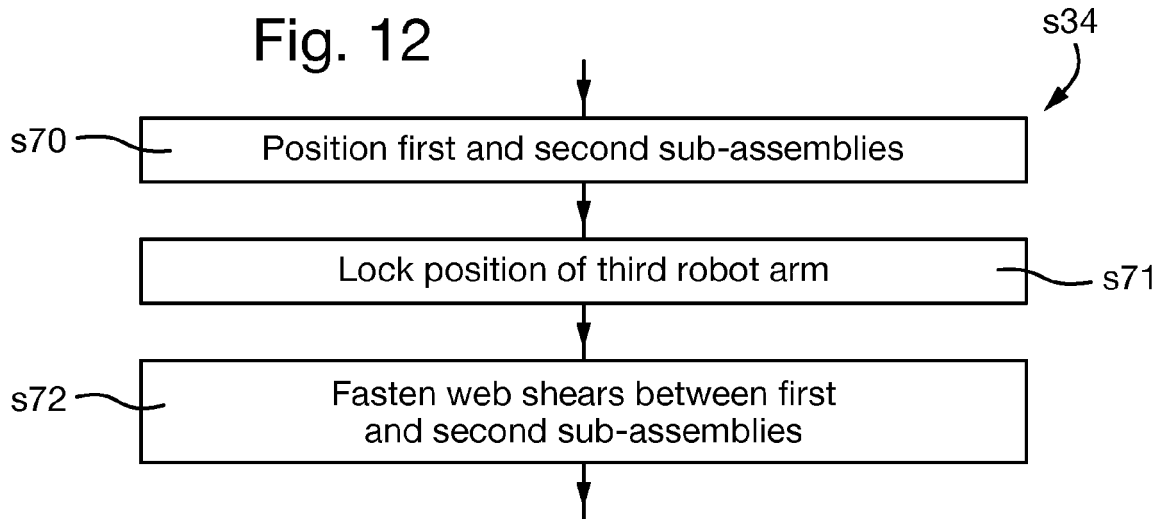 Fig. 12
s34
s70
Position first and second sub-assemblies
Lock position of third robot arm
s71
s72
Fasten web shears between first
and second sub-assemblies